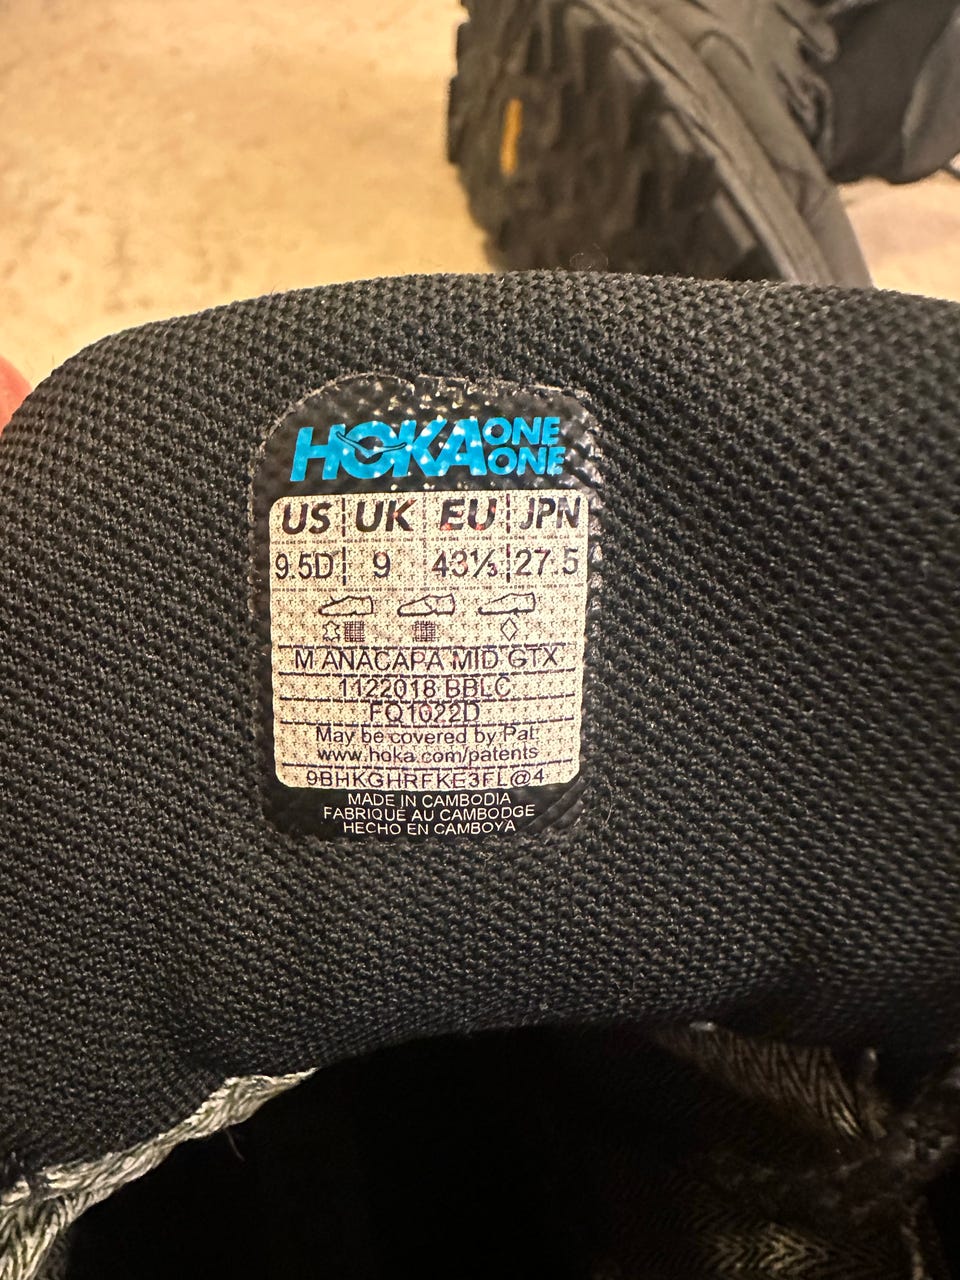 HOKA ONE ONE
US UK EU JPN
9.5D 9 43⅓ 27.5
M ANACAPA MID GTX
1122018 BBLC
FQ1022D
May be covered by Pat:
www.hoka.com/patents
9BHKGHRFKE3FL@4
MADE IN CAMBODIA
FABRIQUÉ AU CAMBODGE
HECHO EN CAMBOYA